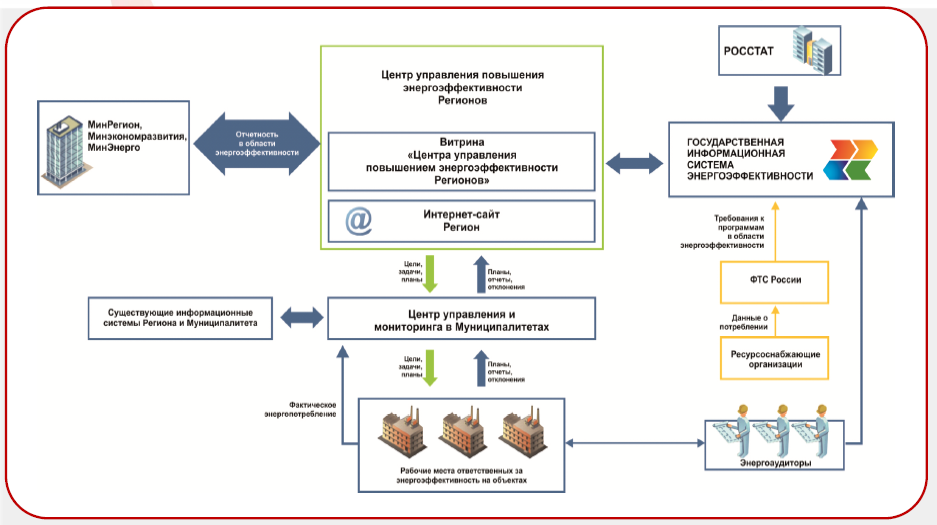 РОССТАТ
Центр управления повышения
энергоэффективности
Регионов
МинРегион,
Минэкономразвития,
МинЭнерго
Отчетность
в области
энергоэффективности
Витрина
«Центра управления
повышением энергоэффективности
Регионов»
ГОСУДАРСТВЕННАЯ
ИНФОРМАЦИОННАЯ
СИСТЕМА
ЭНЕРГОЭФФЕКТИВНОСТИ
@ Интернет-сайт
Регион
Требования к
программам
в области
энергоэффективности
Цели,
задачи,
планы
Планы,
отчеты,
отклонения
ФТС России
Существующие информационные
системы Региона и Муниципалитета
Центр управления и
мониторинга в Муниципалитетах
Данные о
потреблении
Ресурсоснабжающие
организации
Цели,
задачи,
планы
Планы,
отчеты,
отклонения
Фактическое
энергопотребление
Рабочие места ответственных за
энергоэффективность на объектах
Энергоаудиторы